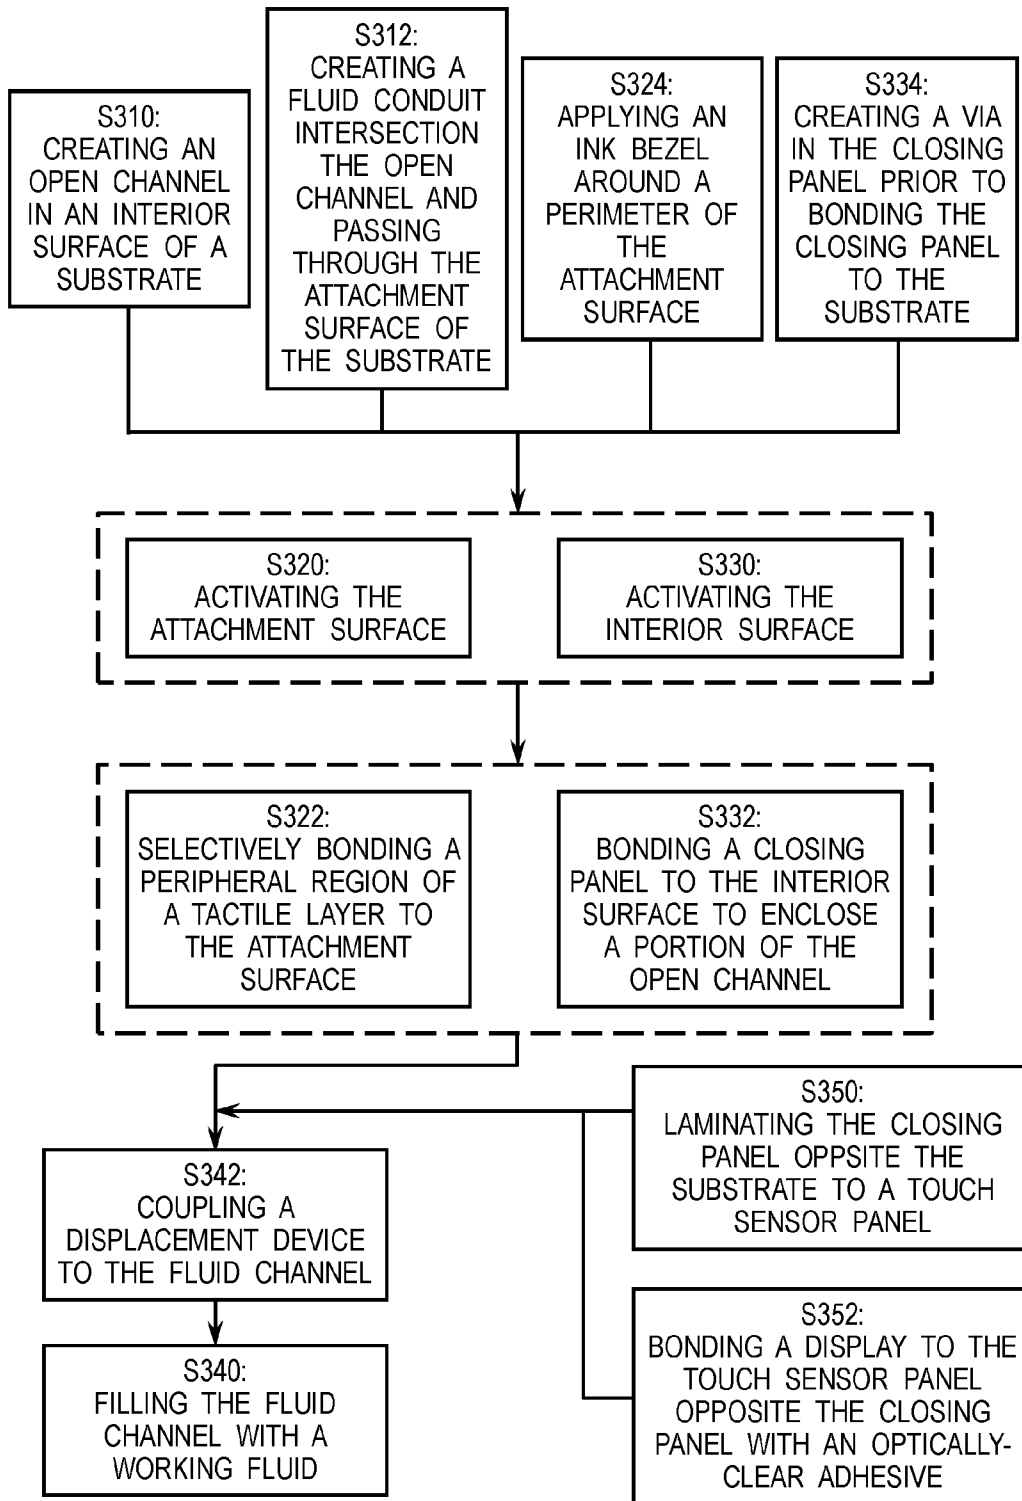 S310:
CREATING AN
OPEN CHANNEL
IN AN INTERIOR
SURFACE OF A
SUBSTRATE
S312:
CREATING A
FLUID CONDUIT
INTERSECTION
THE OPEN
CHANNEL AND
PASSING
THROUGH THE
ATTACHMENT
SURFACE OF
THE SUBSTRATE
S324:
APPLYING AN
INK BEZEL
AROUND A
PERIMETER OF
THE
ATTACHMENT
SURFACE
S334:
CREATING A VIA
IN THE CLOSING
PANEL PRIOR TO
BONDING THE
CLOSING PANEL
TO THE
SUBSTRATE
S320:
ACTIVATING THE
ATTACHMENT SURFACE
S330:
ACTIVATING THE
INTERIOR SURFACE
S322:
SELECTIVELY BONDING A
PERIPHERAL REGION OF
A TACTILE LAYER TO
THE ATTACHMENT
SURFACE
S332:
BONDING A CLOSING
PANEL TO THE INTERIOR
SURFACE TO ENCLOSE
A PORTION OF THE
OPEN CHANNEL
S350:
LAMINATING THE CLOSING
PANEL OPPSITE THE
SUBSTRATE TO A TOUCH
SENSOR PANEL
S342:
COUPLING A
DISPLACEMENT DEVICE
TO THE FLUID CHANNEL
S352:
BONDING A DISPLAY TO THE
TOUCH SENSOR PANEL
OPPOSITE THE CLOSING
PANEL WITH AN OPTICALLY-
CLEAR ADHESIVE
S340:
FILLING THE FLUID
CHANNEL WITH A
WORKING FLUID